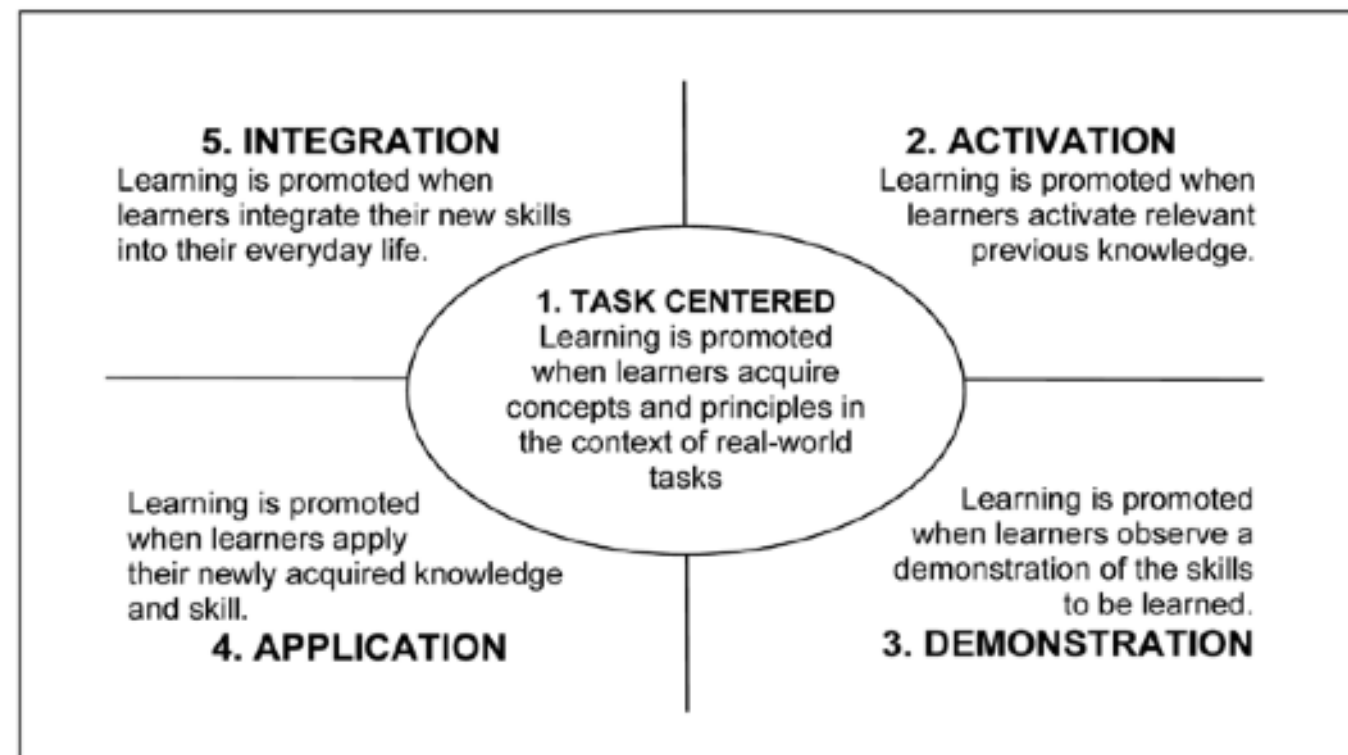 5. INTEGRATION
Learning is promoted when
learners integrate their new skills
into their everyday life.
2. ACTIVATION
Learning is promoted when
learners activate relevant
previous knowledge.
1. TASK CENTERED
Learning is promoted
when learners acquire
concepts and principles in
the context of real-world
tasks
Learning is promoted
when learners apply
their newly acquired knowledge
and skill.
4. APPLICATION
Learning is promoted
when learners observe a
demonstration of the skills
to be learned.
3. DEMONSTRATION